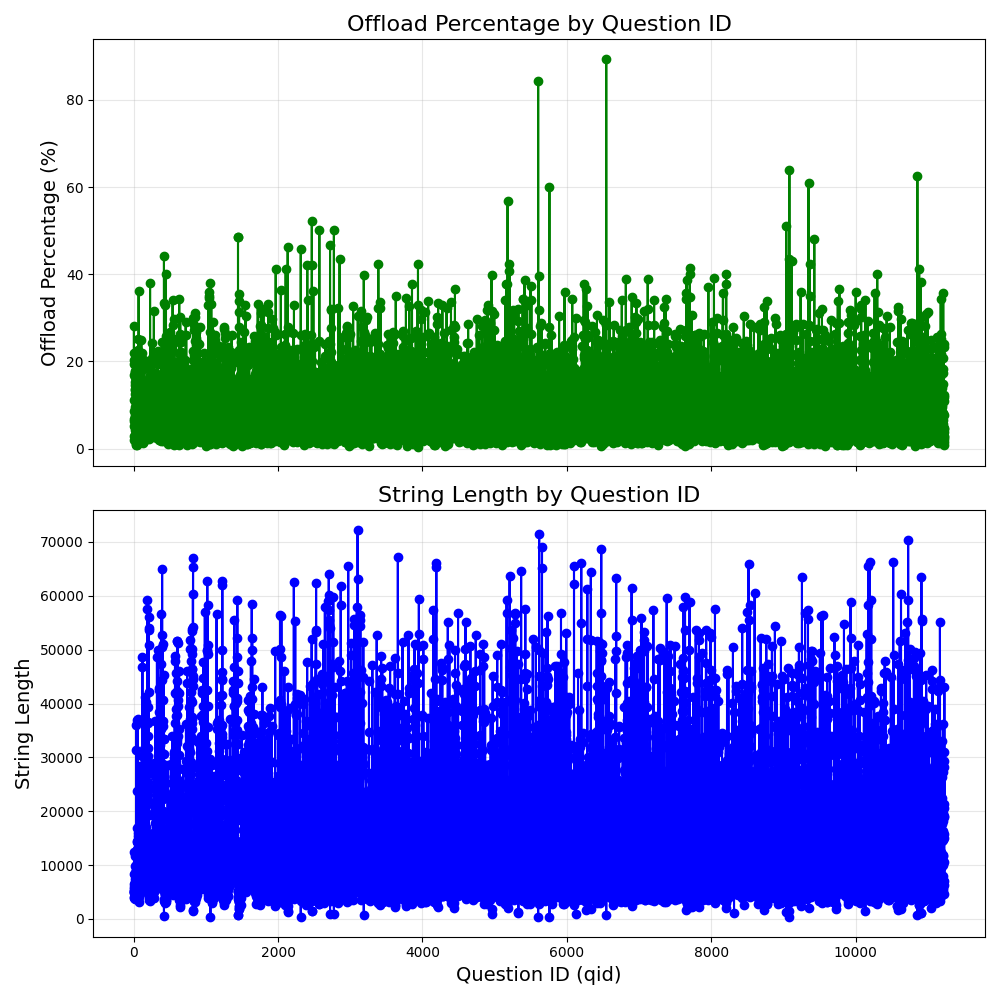 Offload Percentage by Question ID
Offload Percentage (%)
80
60
40
20
0
String Length by Question ID
String Length
70000
60000
50000
40000
30000
20000
10000
0
0 2000 4000 6000 8000 10000
Question ID (qid)